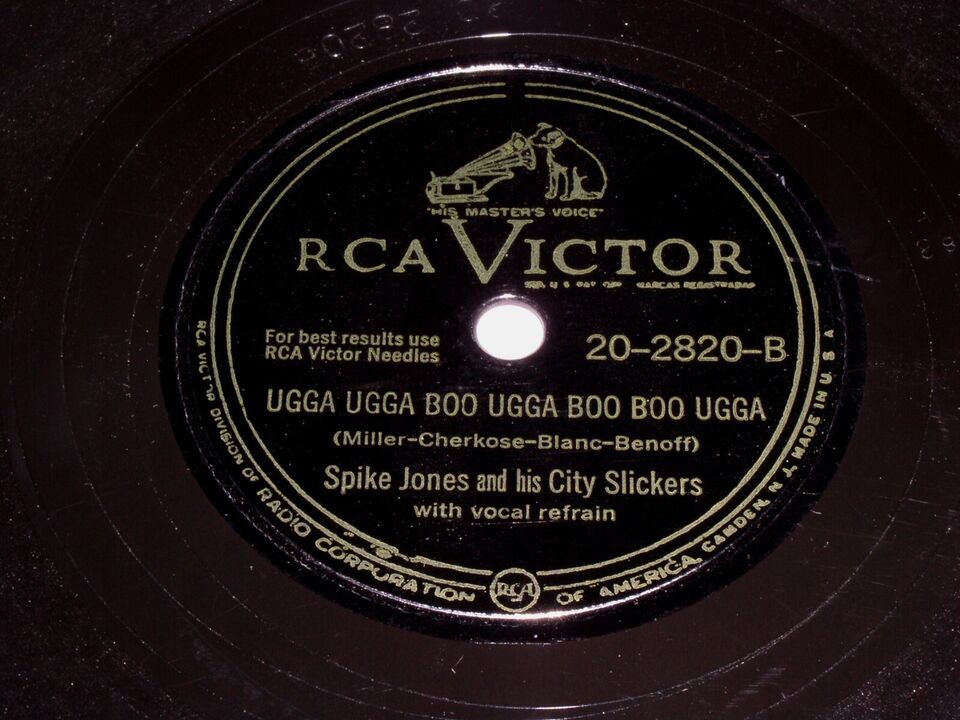 "HIS MASTER'S VOICE"
RCA VICTOR
MARCAS REGISTRADAS
For best results use
RCA Victor Needles
20-2820-B
UGGA UGGA BOO UGGA BOO BOO UGGA
(Miller-Cherkose-Blanc-Benoff)
Spike Jones and his City Slickers
with vocal refrain
RCA VICTOR DIVISION OF RADIO CORPORATION OF AMERICA, CAMDEN, N.J. MADE IN U.S.A
RCA